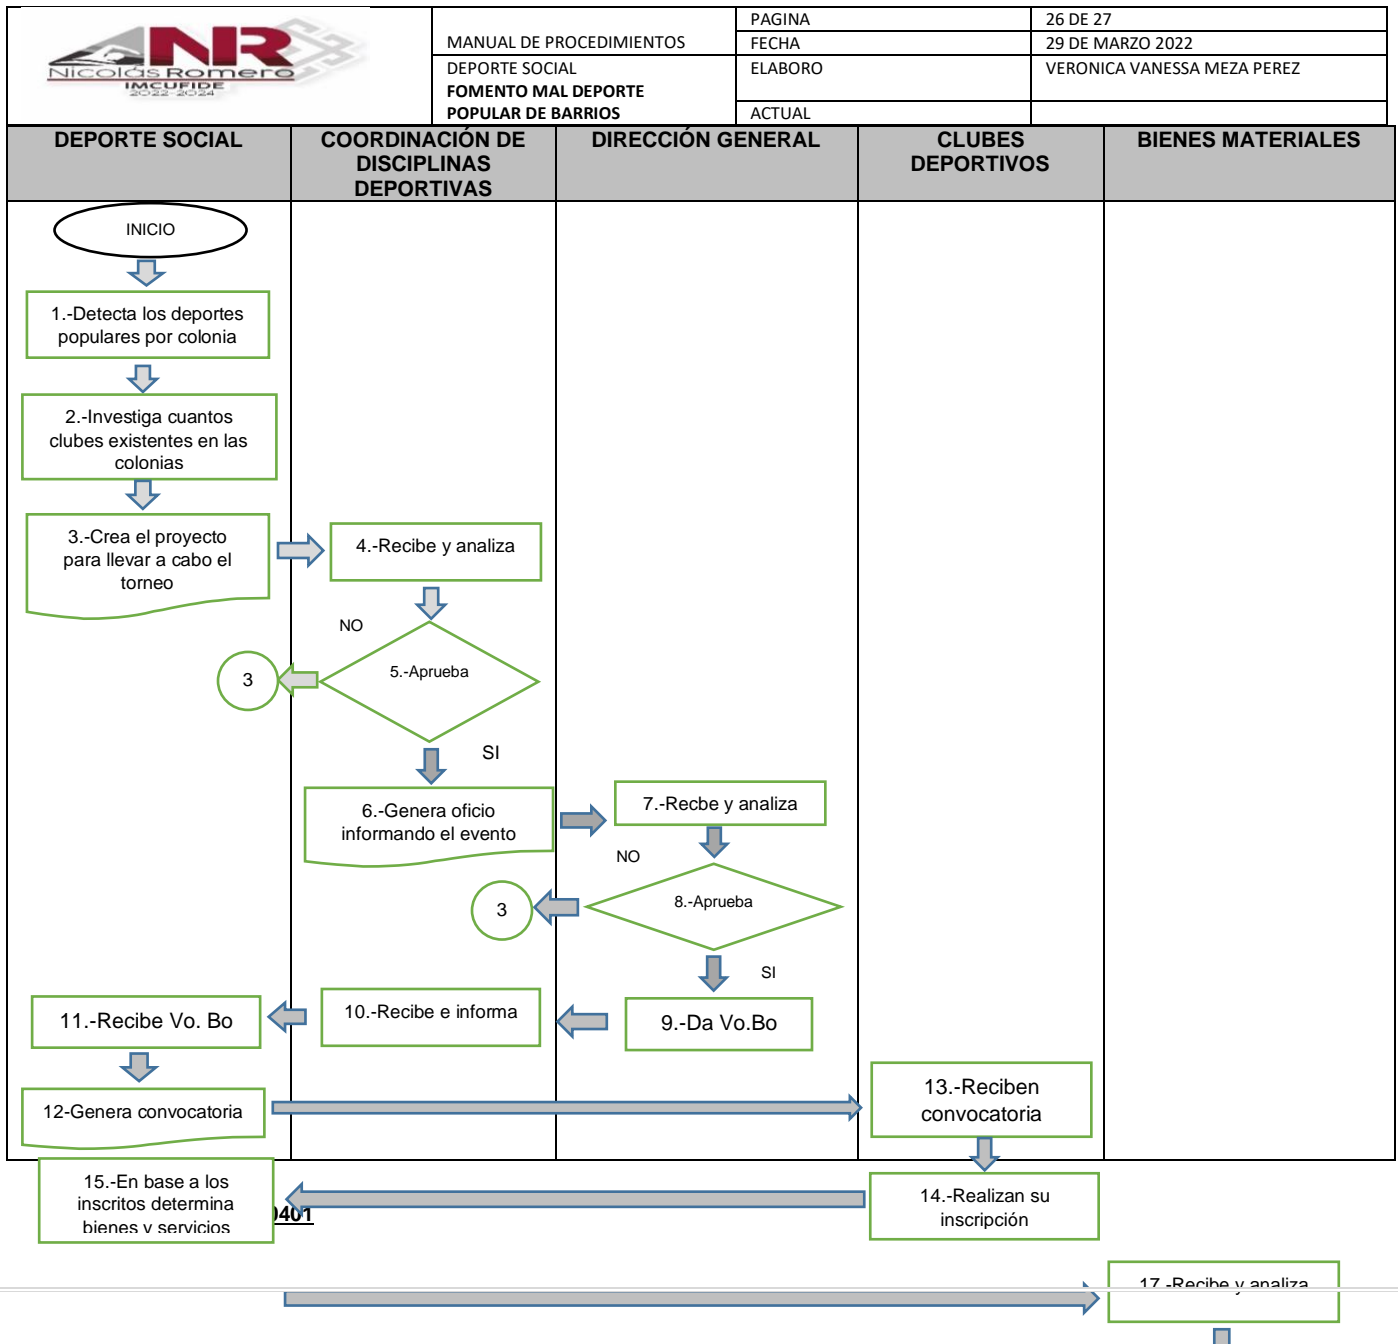 NR
Nicolás Romero
IMCUFIDE
2022-2024
MANUAL DE PROCEDIMIENTOS
DEPORTE SOCIAL
FOMENTO MAL DEPORTE
POPULAR DE BARRIOS
PAGINA
26 DE 27
FECHA
29 DE MARZO 2022
ELABORO
VERONICA VANESSA MEZA PEREZ
ACTUAL
DEPORTE SOCIAL
COORDINACIÓN DE
DISCIPLINAS
DEPORTIVAS
DIRECCIÓN GENERAL
CLUBES
DEPORTIVOS
BIENES MATERIALES
INICIO
1.-Detecta los deportes
populares por colonia
2.-Investiga cuantos
clubes existentes en las
colonias
3.-Crea el proyecto
para llevar a cabo el
torneo
4.-Recibe y analiza
NO
5.-Aprueba
3
SI
6.-Genera oficio
informando el evento
7.-Recbe y analiza
NO
8.-Aprueba
3
SI
9.-Da Vo.Bo
10.-Recibe e informa
11.-Recibe Vo. Bo
12-Genera convocatoria
13.-Reciben
convocatoria
14.-Realizan su
inscripción
15.-En base a los
inscritos determina
bienes y servicios
0401
17.-Recibe y analiza